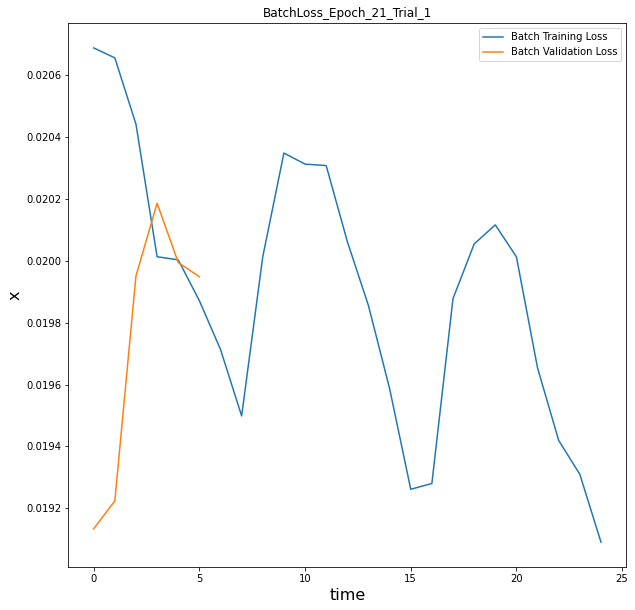 BatchLoss_Epoch_21_Trial_1
Batch Training Loss
Batch Validation Loss
0.0206
0.0204
0.0202
0.0200
0.0198
0.0196
0.0194
0.0192
x
0 5 10 15 20 25
time